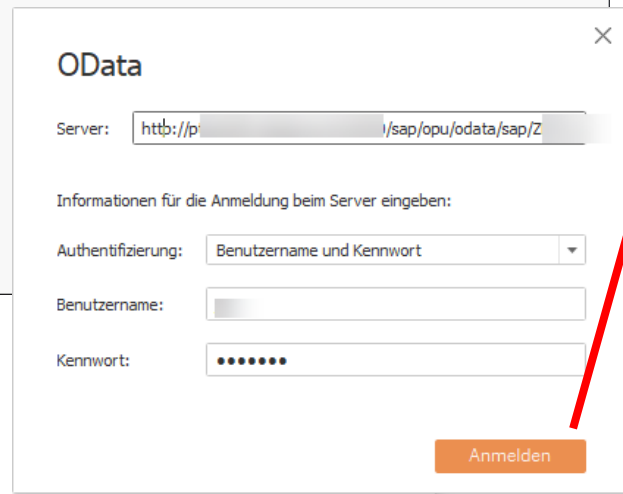 OData
Server: http://p /sap/opu/odata/sap/Z
Informationen für die Anmeldung beim Server eingeben:
Authentifizierung: Benutzername und Kennwort
Benutzername:
Kennwort: •••••••
Anmelden